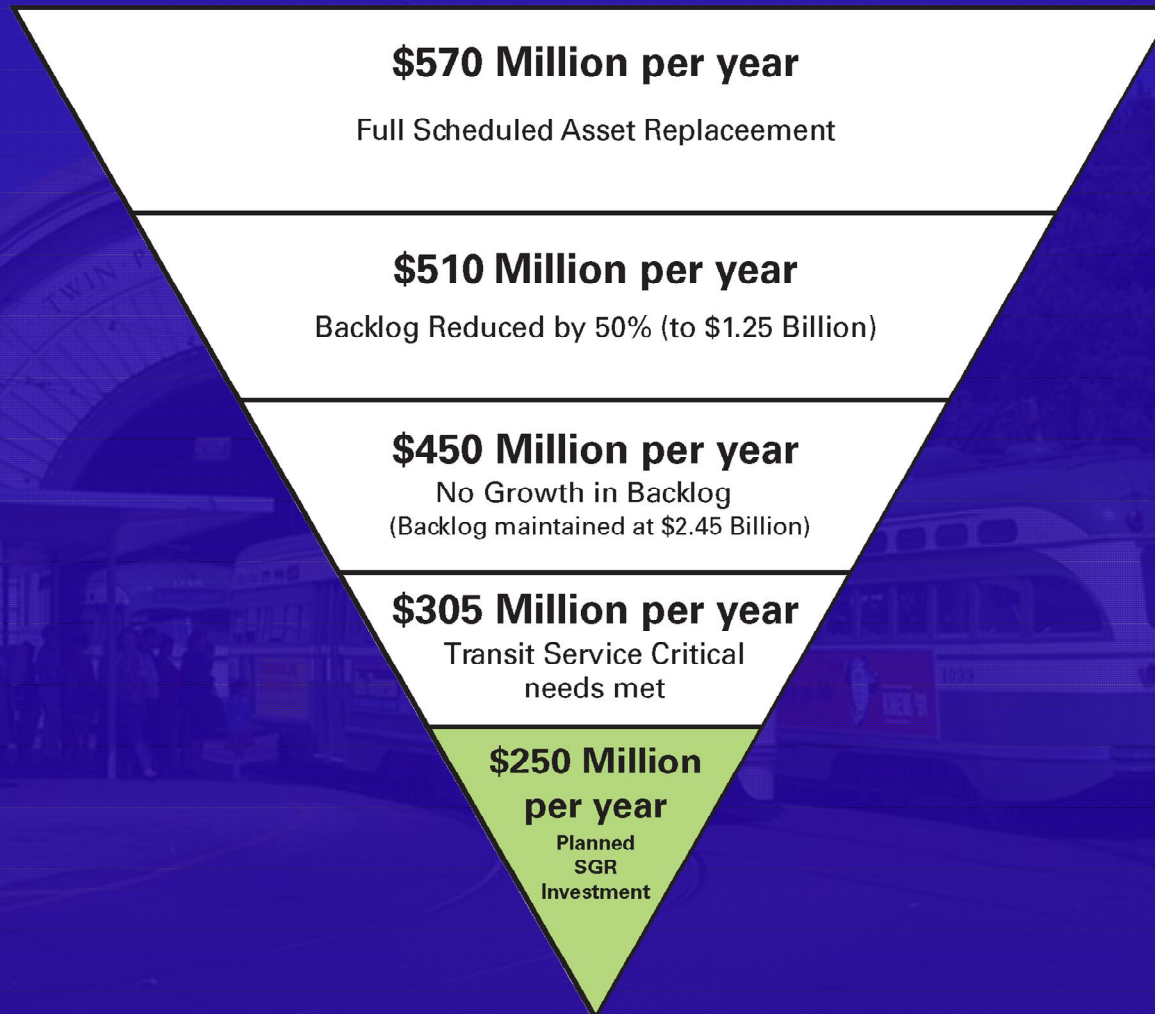 $570 Million per year
Full Scheduled Asset Replaceement
$510 Million per year
Backlog Reduced by 50% (to $1.25 Billion)
TWIN P
$450 Million per year
No Growth in Backlog
(Backlog maintained at $2.45 Billion)
$305 Million per year
Transit Service Critical
needs met
1033
$250 Million
per year
Planned
SGR
Investment